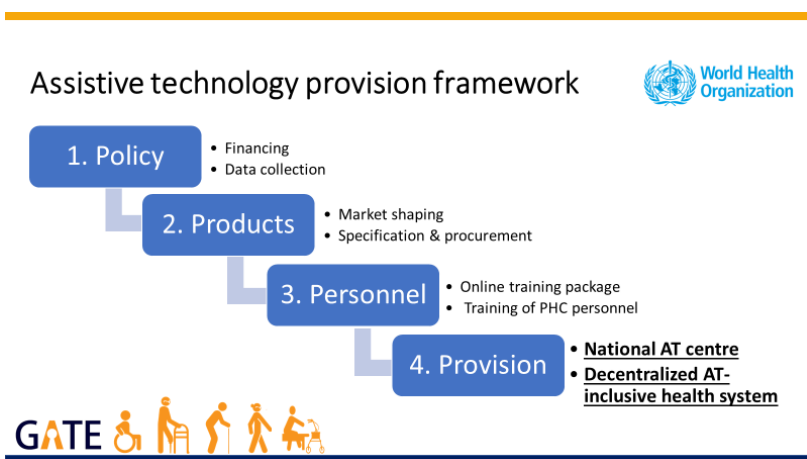 Assistive technology provision framework
World Health
Organization
1. Policy
• Financing
• Data collection
2. Products
• Market shaping
• Specification & procurement
3. Personnel
• Online training package
• Training of PHC personnel
4. Provision
• National AT centre
• Decentralized AT-
inclusive health system
GATE